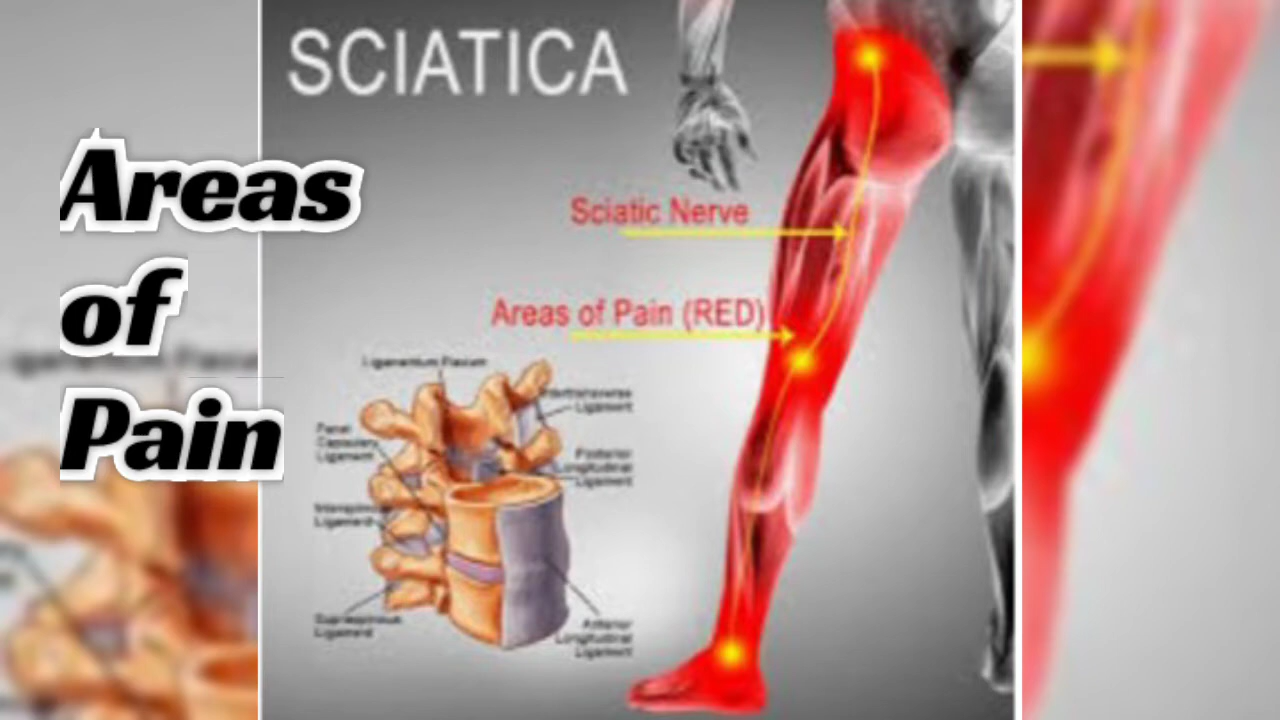 SCIATICA
Areas
of
Pain
Sciatic Nerve
Areas of Pain (RED)
Ligamentum Flavum
Intertransverse
Ligament
Facet
Capsulary
Ligament
Posterior
Longitudinal
Ligament
Interspinous
Ligament
Supraspinous
Ligament
Anterior
Longitudinal
Ligament